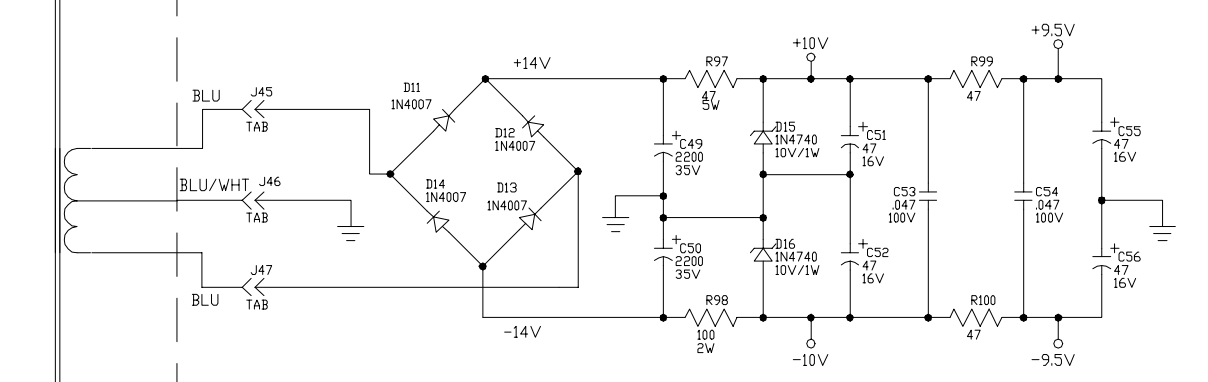 +9.5V
+10V
+14V
R97
47
5W
R99
47
BLU
J45
TAB
D11
1N4007
D12
1N4007
D15
1N4740
10V/1W
+
C49
2200
35V
+
C51
47
16V
+
C55
47
16V
BLU/WHT
J46
TAB
D14
1N4007
D13
1N4007
C53
.047
100V
C54
.047
100V
D16
1N4740
10V/1W
+
C50
2200
35V
+
C52
47
16V
+
C56
47
16V
BLU
J47
TAB
R98
100
2W
R100
47
-14V
-10V
-9.5V